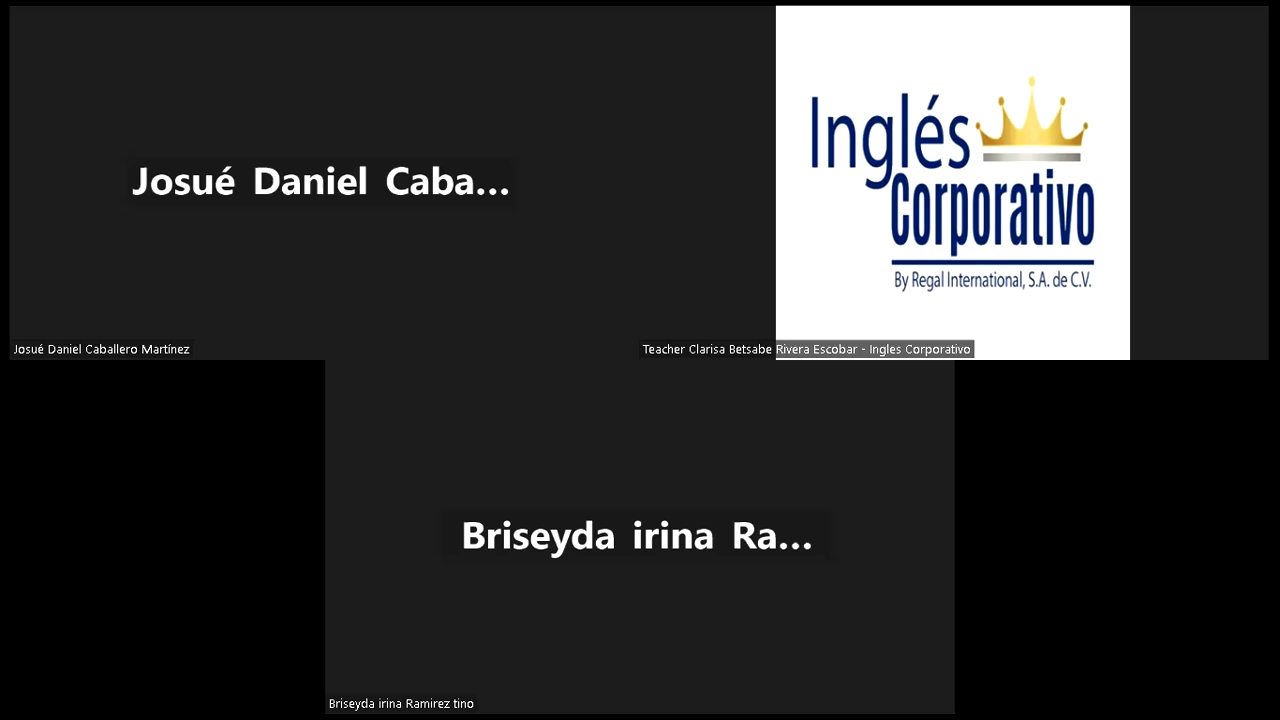 Josué Daniel Caba...
Josué Daniel Caballero Martínez
Inglés
Corporativo
By Regal International, S.A. de C.V.
Teacher Clarisa Betsabe Rivera Escobar - Ingles Corporativo
Briseyda irina Ra...
Briseyda irina Ramirez tino